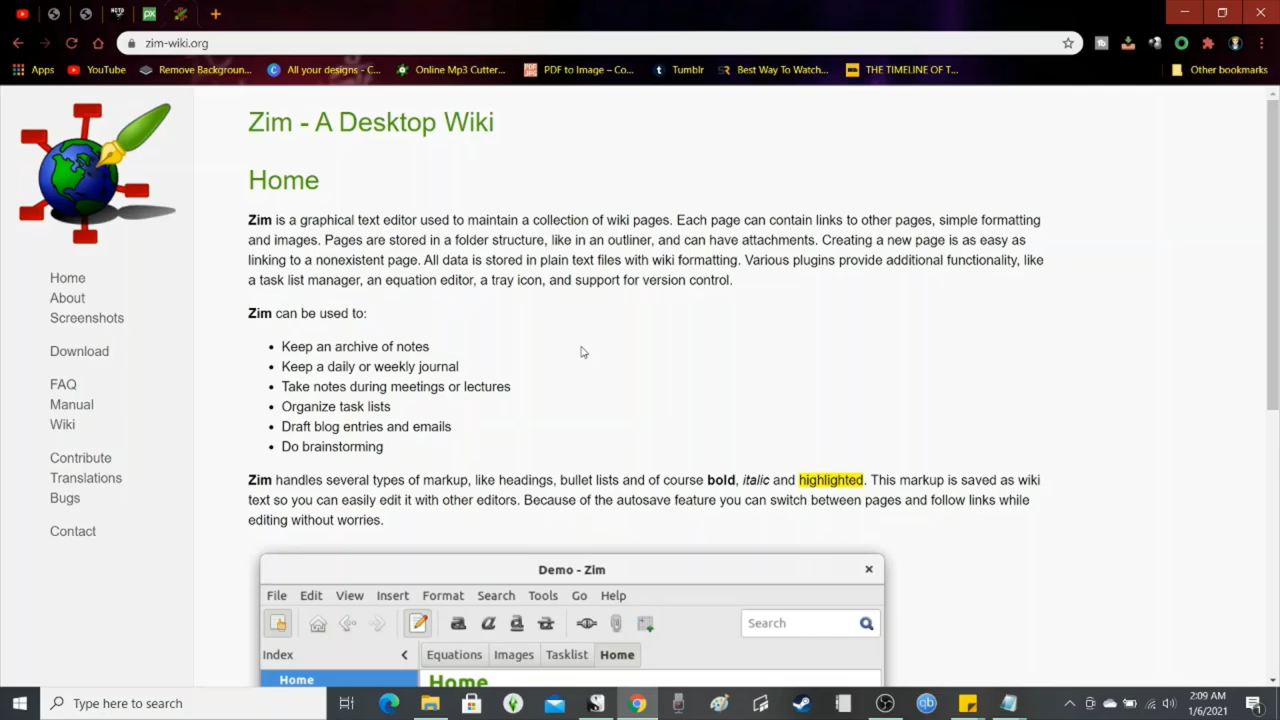 zim-wiki.org
Apps
YouTube
Remove Backgroun...
All your designs - C...
Online Mp3 Cutter...
PDF to Image – Co...
Tumblr
Best Way To Watch...
THE TIMELINE OF T...
Other bookmarks
Zim - A Desktop Wiki
Home
Zim is a graphical text editor used to maintain a collection of wiki pages. Each page can contain links to other pages, simple formatting
and images. Pages are stored in a folder structure, like in an outliner, and can have attachments. Creating a new page is as easy as
linking to a nonexistent page. All data is stored in plain text files with wiki formatting. Various plugins provide additional functionality, like
a task list manager, an equation editor, a tray icon, and support for version control.
Zim can be used to:
• Keep an archive of notes
• Keep a daily or weekly journal
• Take notes during meetings or lectures
• Organize task lists
• Draft blog entries and emails
• Do brainstorming
Zim handles several types of markup, like headings, bullet lists and of course bold, italic and highlighted. This markup is saved as wiki
text so you can easily edit it with other editors. Because of the autosave feature you can switch between pages and follow links while
editing without worries.
Home
About
Screenshots
Download
FAQ
Manual
Wiki
Contribute
Translations
Bugs
Contact
Demo - Zim
File Edit View Insert Format Search Tools Go Help
Search
Index
Equations Images Tasklist Home
Home
Home
Type here to search
2:09 AM
1/6/2021